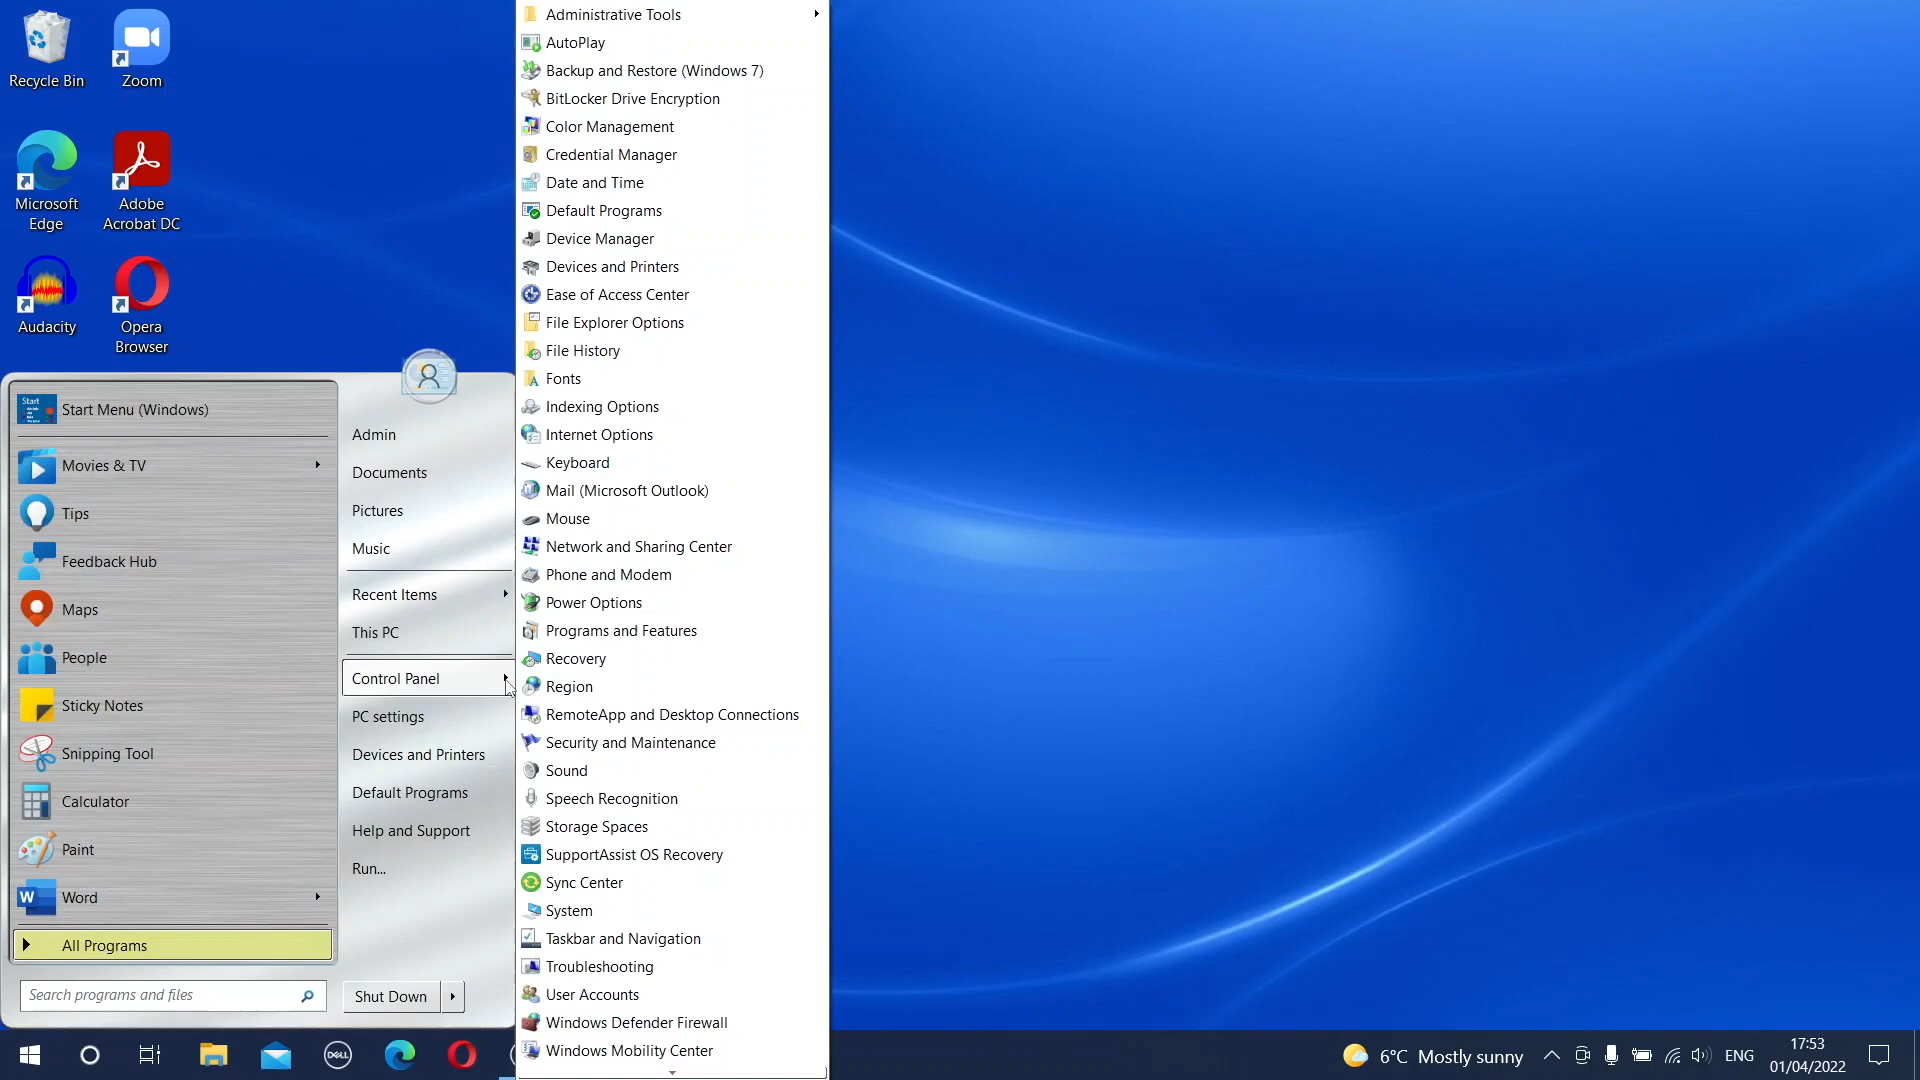 Recycle Bin
Zoom
Microsoft
Edge
Adobe
Acrobat DC
Audacity
Opera
Browser
Start
Start Menu (Windows)
Movies & TV
Tips
Feedback Hub
Maps
People
Sticky Notes
Snipping Tool
Calculator
Paint
W
Word
All Programs
Search programs and files
Admin
Documents
Pictures
Music
Recent Items
This PC
Control Panel
PC settings
Devices and Printers
Default Programs
Help and Support
Run...
Shut Down
Administrative Tools
AutoPlay
Backup and Restore (Windows 7)
BitLocker Drive Encryption
Color Management
Credential Manager
Date and Time
Default Programs
Device Manager
Devices and Printers
Ease of Access Center
File Explorer Options
File History
Fonts
Indexing Options
Internet Options
Keyboard
Mail (Microsoft Outlook)
Mouse
Network and Sharing Center
Phone and Modem
Power Options
Programs and Features
Recovery
Region
RemoteApp and Desktop Connections
Security and Maintenance
Sound
Speech Recognition
Storage Spaces
SupportAssist OS Recovery
Sync Center
System
Taskbar and Navigation
Troubleshooting
User Accounts
Windows Defender Firewall
Windows Mobility Center
DELL
6°C Mostly sunny
ENG
17:53
01/04/2022